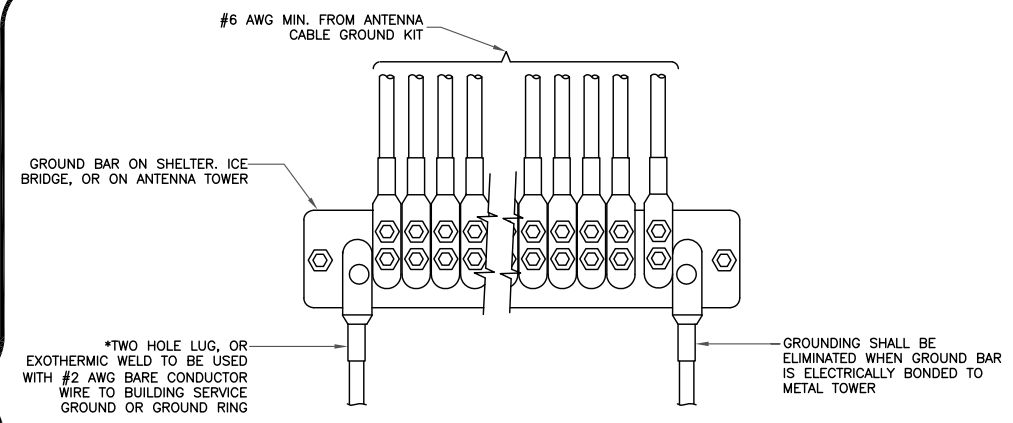 #6 AWG MIN. FROM ANTENNA
CABLE GROUND KIT
GROUND BAR ON SHELTER. ICE
BRIDGE, OR ON ANTENNA TOWER
*TWO HOLE LUG, OR
EXOTHERMIC WELD TO BE USED
WITH #2 AWG BARE CONDUCTOR
WIRE TO BUILDING SERVICE
GROUND OR GROUND RING
GROUNDING SHALL BE
ELIMINATED WHEN GROUND BAR
IS ELECTRICALLY BONDED TO
METAL TOWER